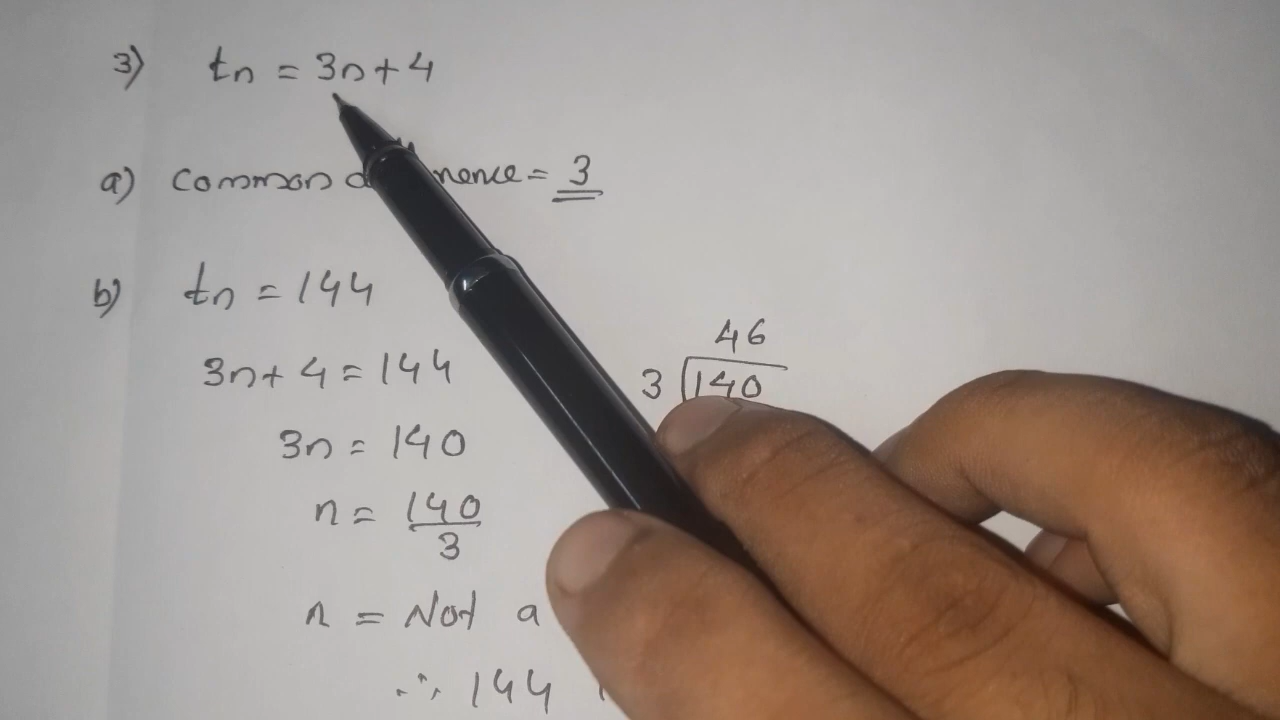 3) tn = 3n+4
a) common = 3
b) tn = 144
3n+ 4 = 144
46
3 140
3n = 140
n = 140
3
n = Not a
∴ 144